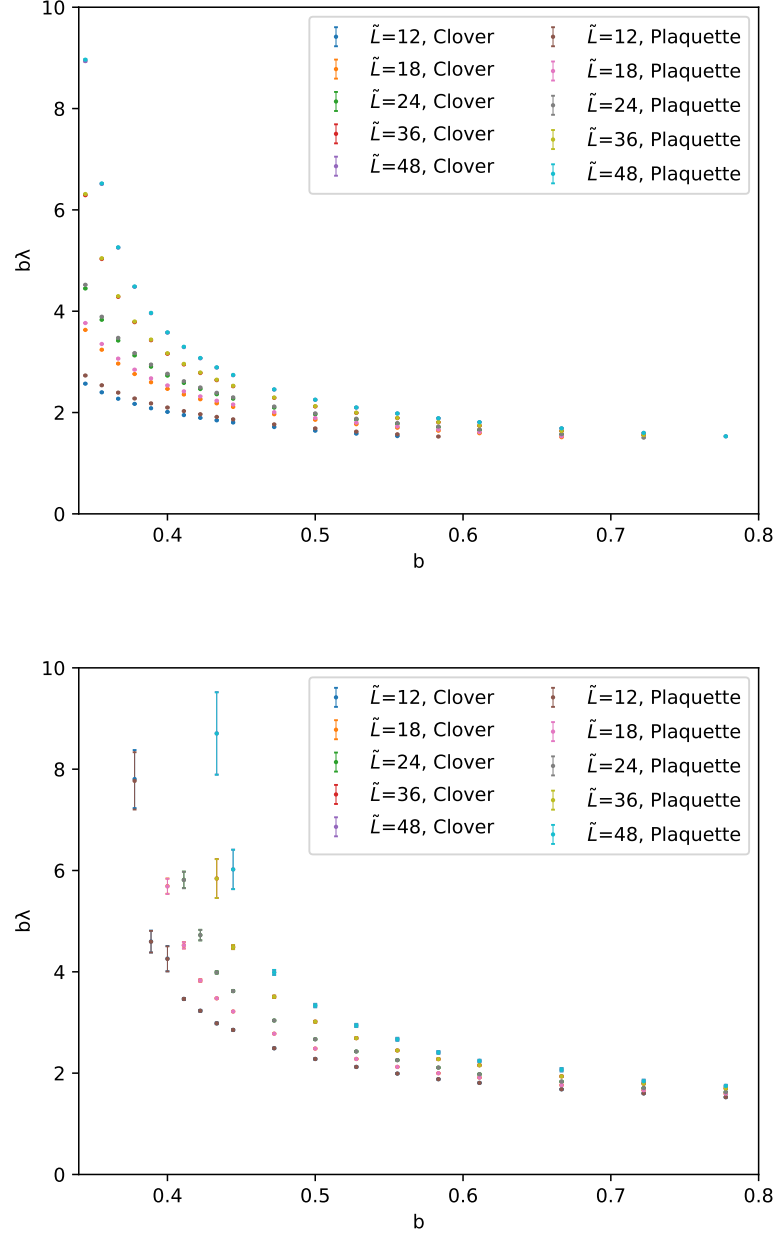 10
8
6
4
2
0
bλ
0.4
0.5
0.6
0.7
0.8
b
L̃=12, Clover
L̃=18, Clover
L̃=24, Clover
L̃=36, Clover
L̃=48, Clover
L̃=12, Plaquette
L̃=18, Plaquette
L̃=24, Plaquette
L̃=36, Plaquette
L̃=48, Plaquette
10
8
6
4
2
0
bλ
0.4
0.5
0.6
0.7
0.8
b
L̃=12, Clover
L̃=18, Clover
L̃=24, Clover
L̃=36, Clover
L̃=48, Clover
L̃=12, Plaquette
L̃=18, Plaquette
L̃=24, Plaquette
L̃=36, Plaquette
L̃=48, Plaquette